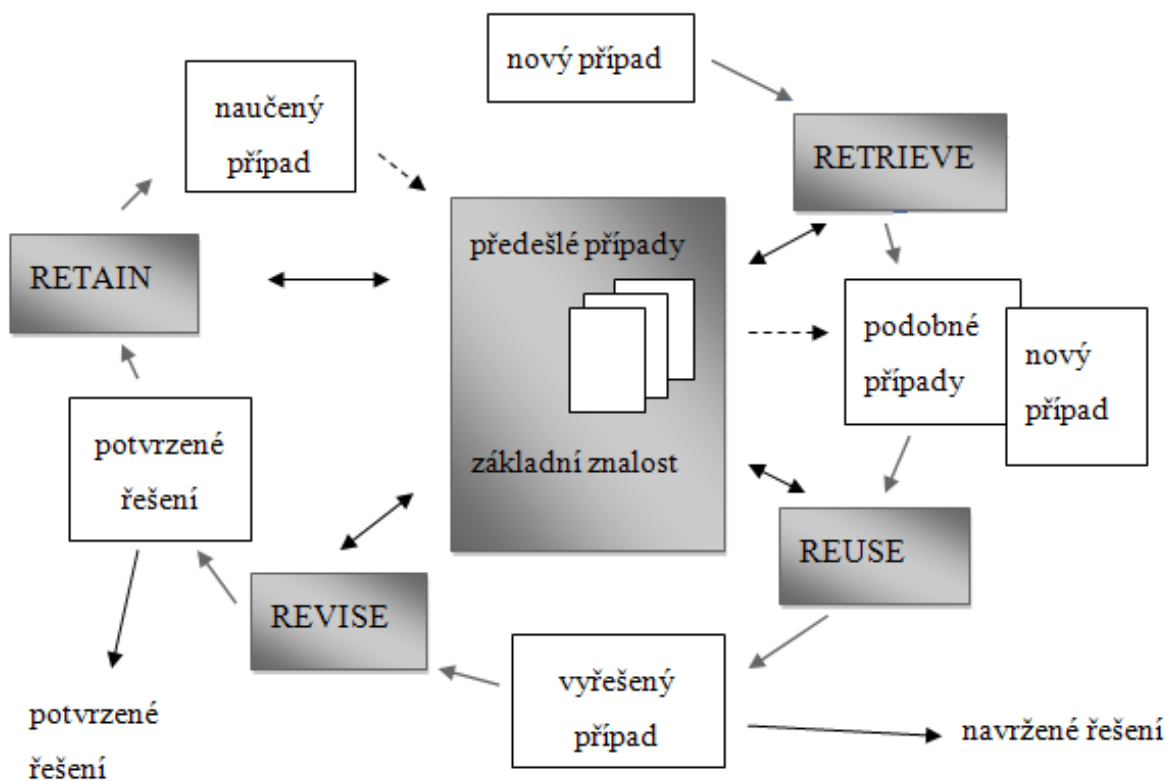 nový případ
naučený
případ
RETRIEVE
předešlé případy
RETAIN
podobné
případy
nový
případ
potvrzené
řešení
základní znalost
REUSE
REVISE
vyřešený
případ
potvrzené
řešení
navržené řešení